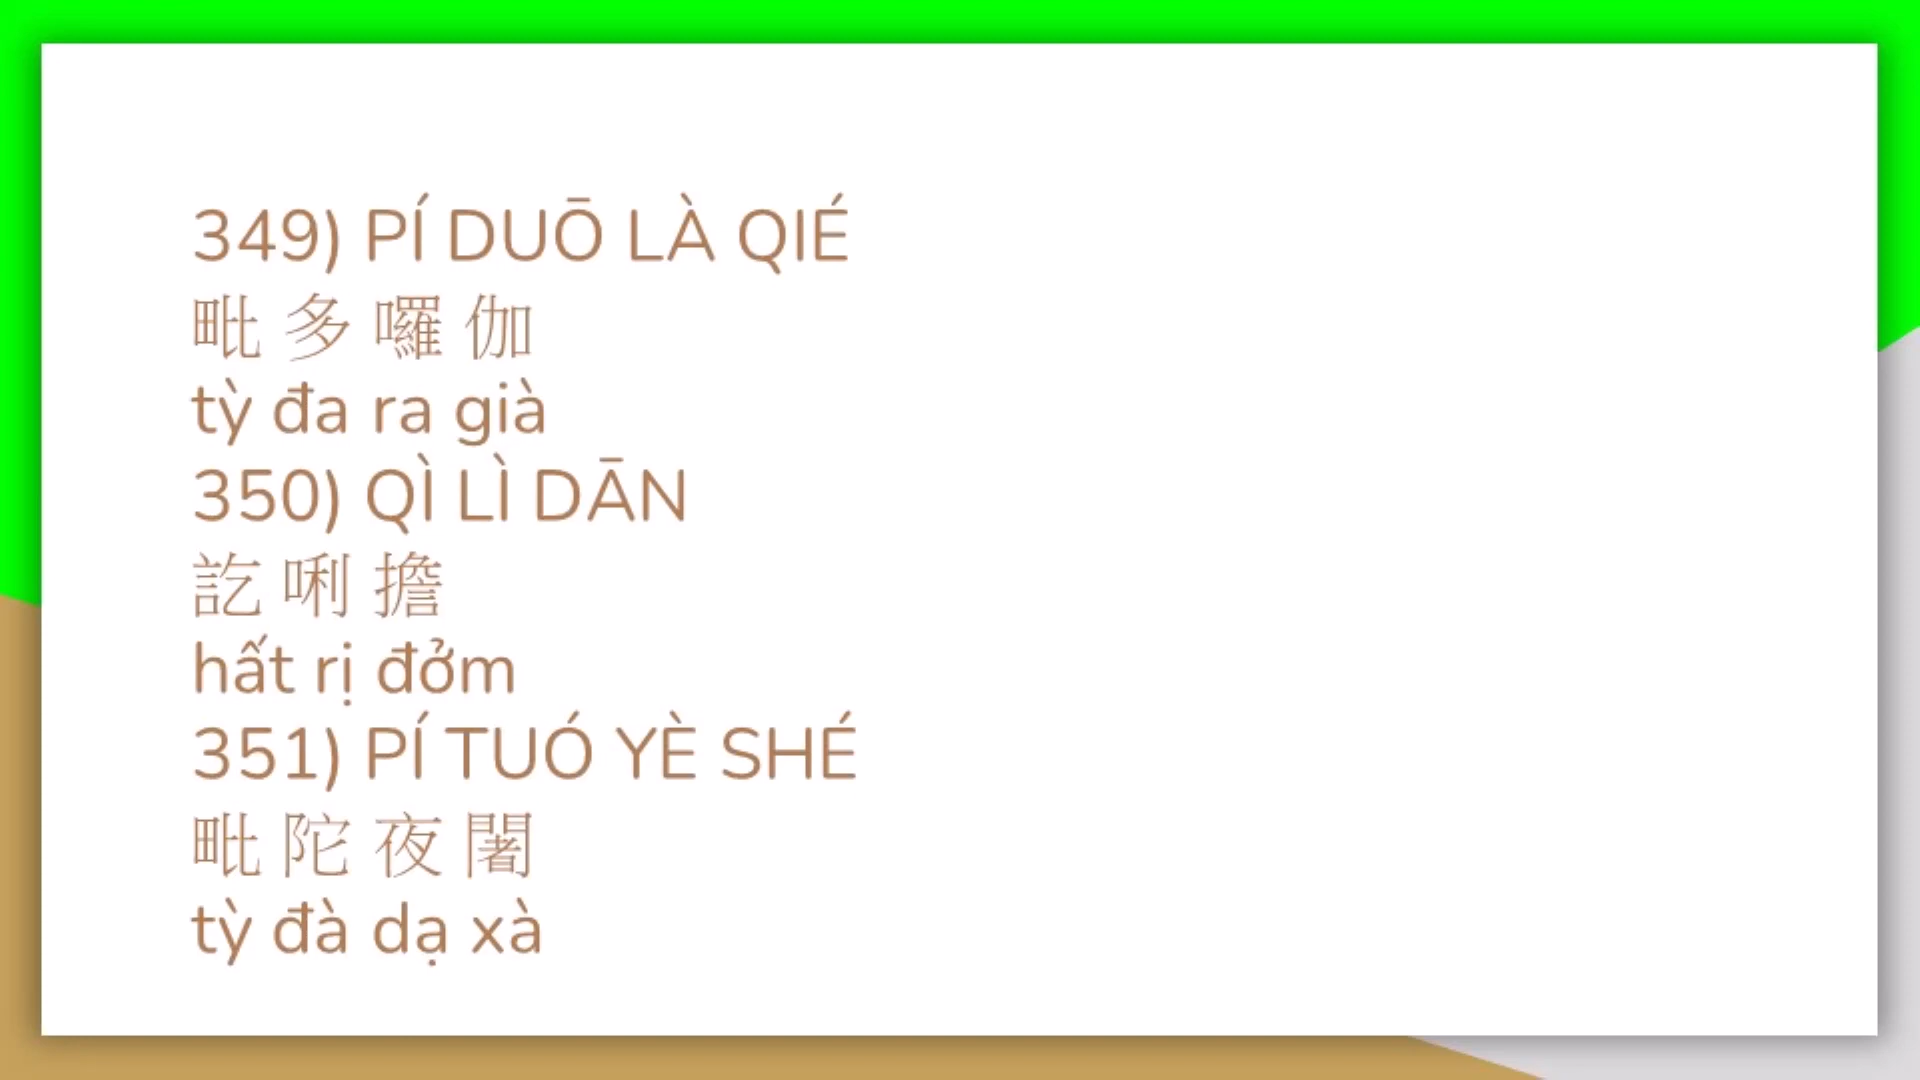 349) PÍ DUŌ LÀ QIÉ
毗 多 囉 伽
tỳ đa ra già
350) QÌ LÌ DĀN
訖 唎 擔
hất rị đởm
351) PÍ TUÓ YÈ SHÉ
毗 陀 夜 闍
tỳ đà dạ xà